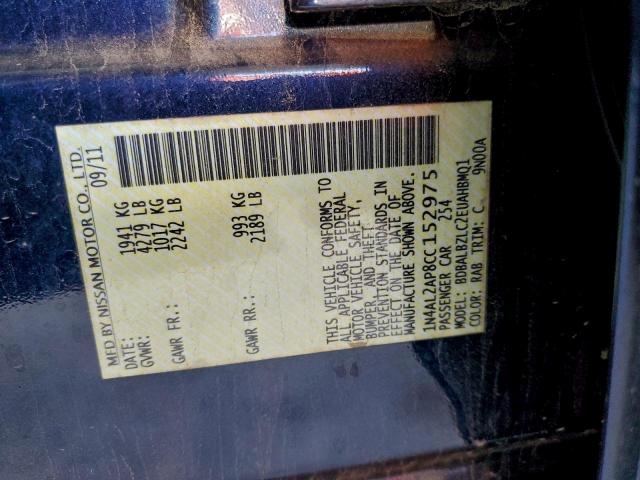 MFD BY NISSAN MOTOR CO., LTD.
DATE: 09/11
GVWR: 1941 KG
4279 LB
GAWR FR.: 1017 KG
2242 LB
GAWR RR.: 993 KG
2189 LB
THIS VEHICLE CONFORMS TO
ALL APPLICABLE FEDERAL
MOTOR VEHICLE SAFETY,
BUMPER, AND THEFT
PREVENTION STANDARDS IN
EFFECT ON THE DATE OF
MANUFACTURE SHOWN ABOVE.
1N4AL2AP8CC152975
PASSENGER CAR 254
MODEL: BDBALBZLCZEUAHBMQ1
COLOR: RAB TRIM: C 9N00A